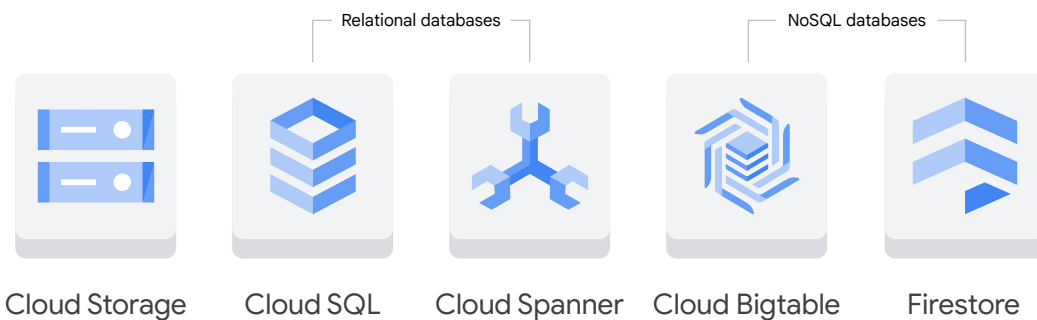 Relational databases
NoSQL databases
Cloud Storage
Cloud SQL
Cloud Spanner
Cloud Bigtable
Firestore